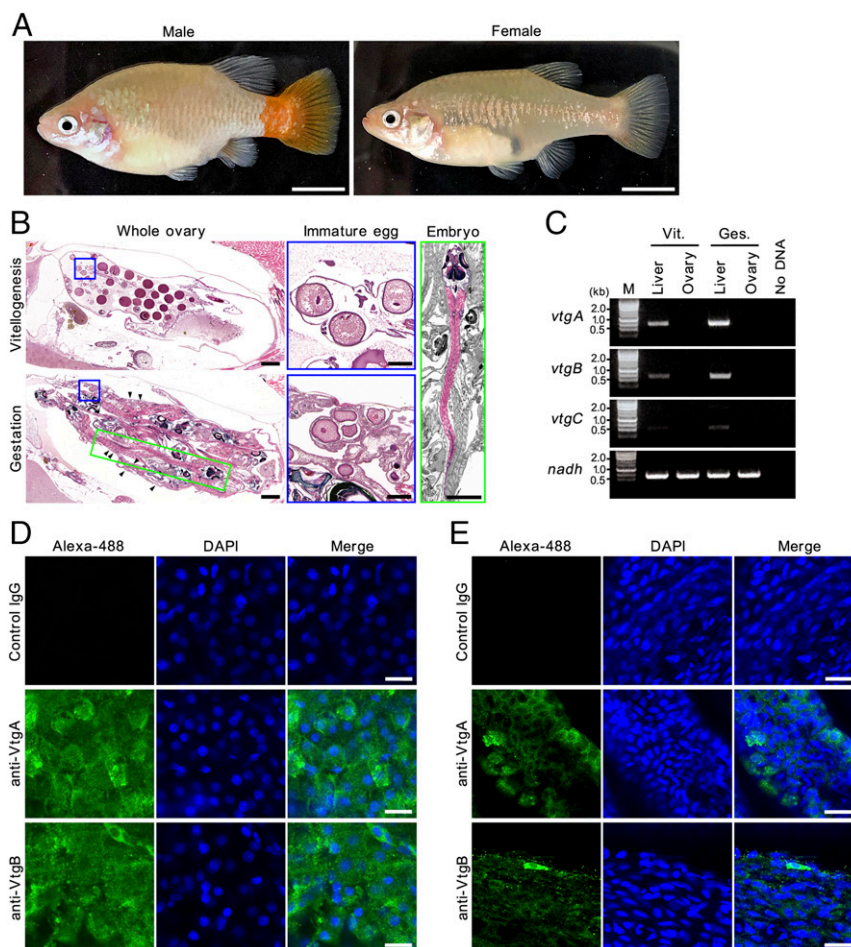 A
Male
Female
B
Whole ovary
Immature egg
Embryo
Vitellogenesis
Gestation
C
Vit.
Ges.
(kb)
M
Liver
Ovary
Liver
Ovary
No DNA
vtgA
2.0
1.0
0.5
vtgB
2.0
1.0
0.5
vtgC
2.0
1.0
0.5
nadh
2.0
1.0
0.5
D
Alexa-488
DAPI
Merge
Control IgG
anti-VtgA
anti-VtgB
E
Alexa-488
DAPI
Merge
Control IgG
anti-VtgA
anti-VtgB